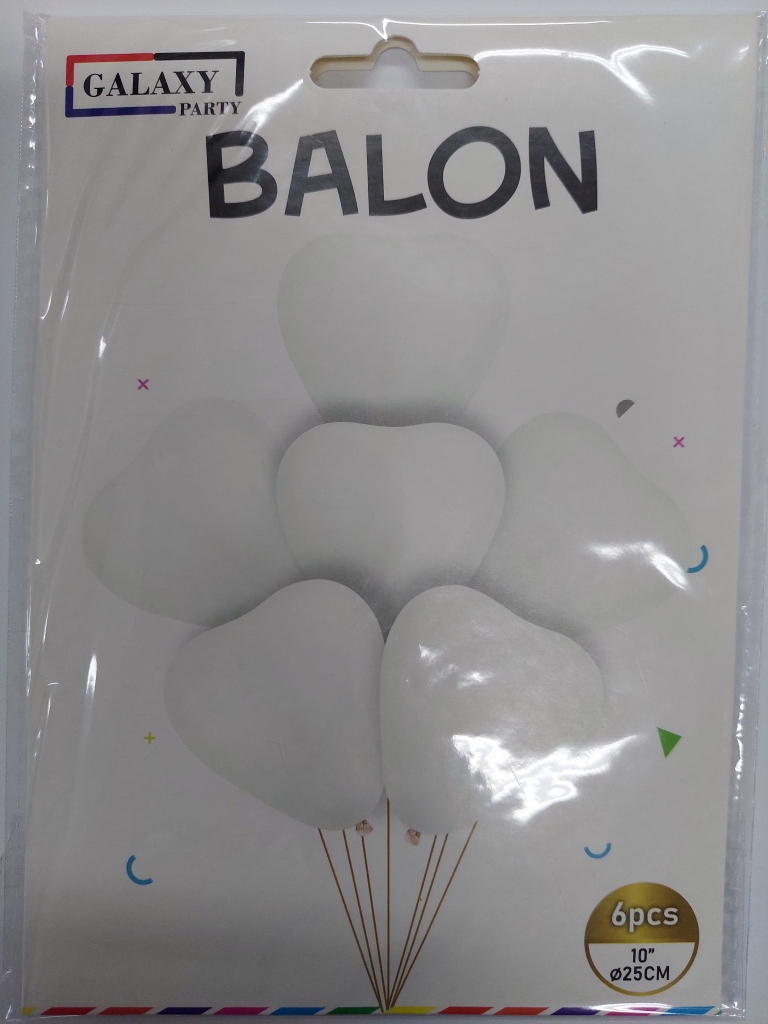 GALAXY
PARTY
BALON
6pcs
10"
ø25CM